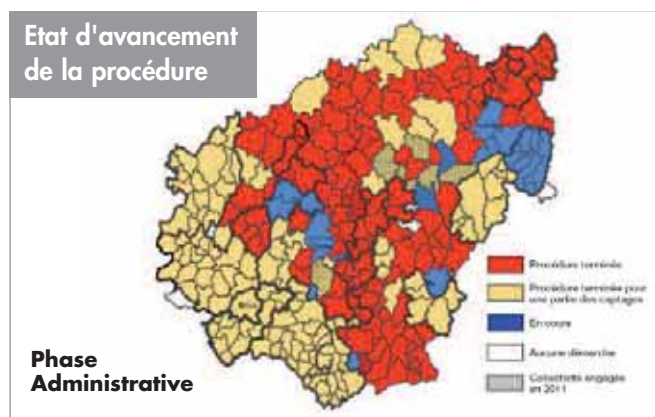 Etat d'avancement
de la procédure
Procédure terminée
Procédure terminée pour
une partie des captages
En cours
Aucune démarche
engagée
en 2011
Phase
Administrative